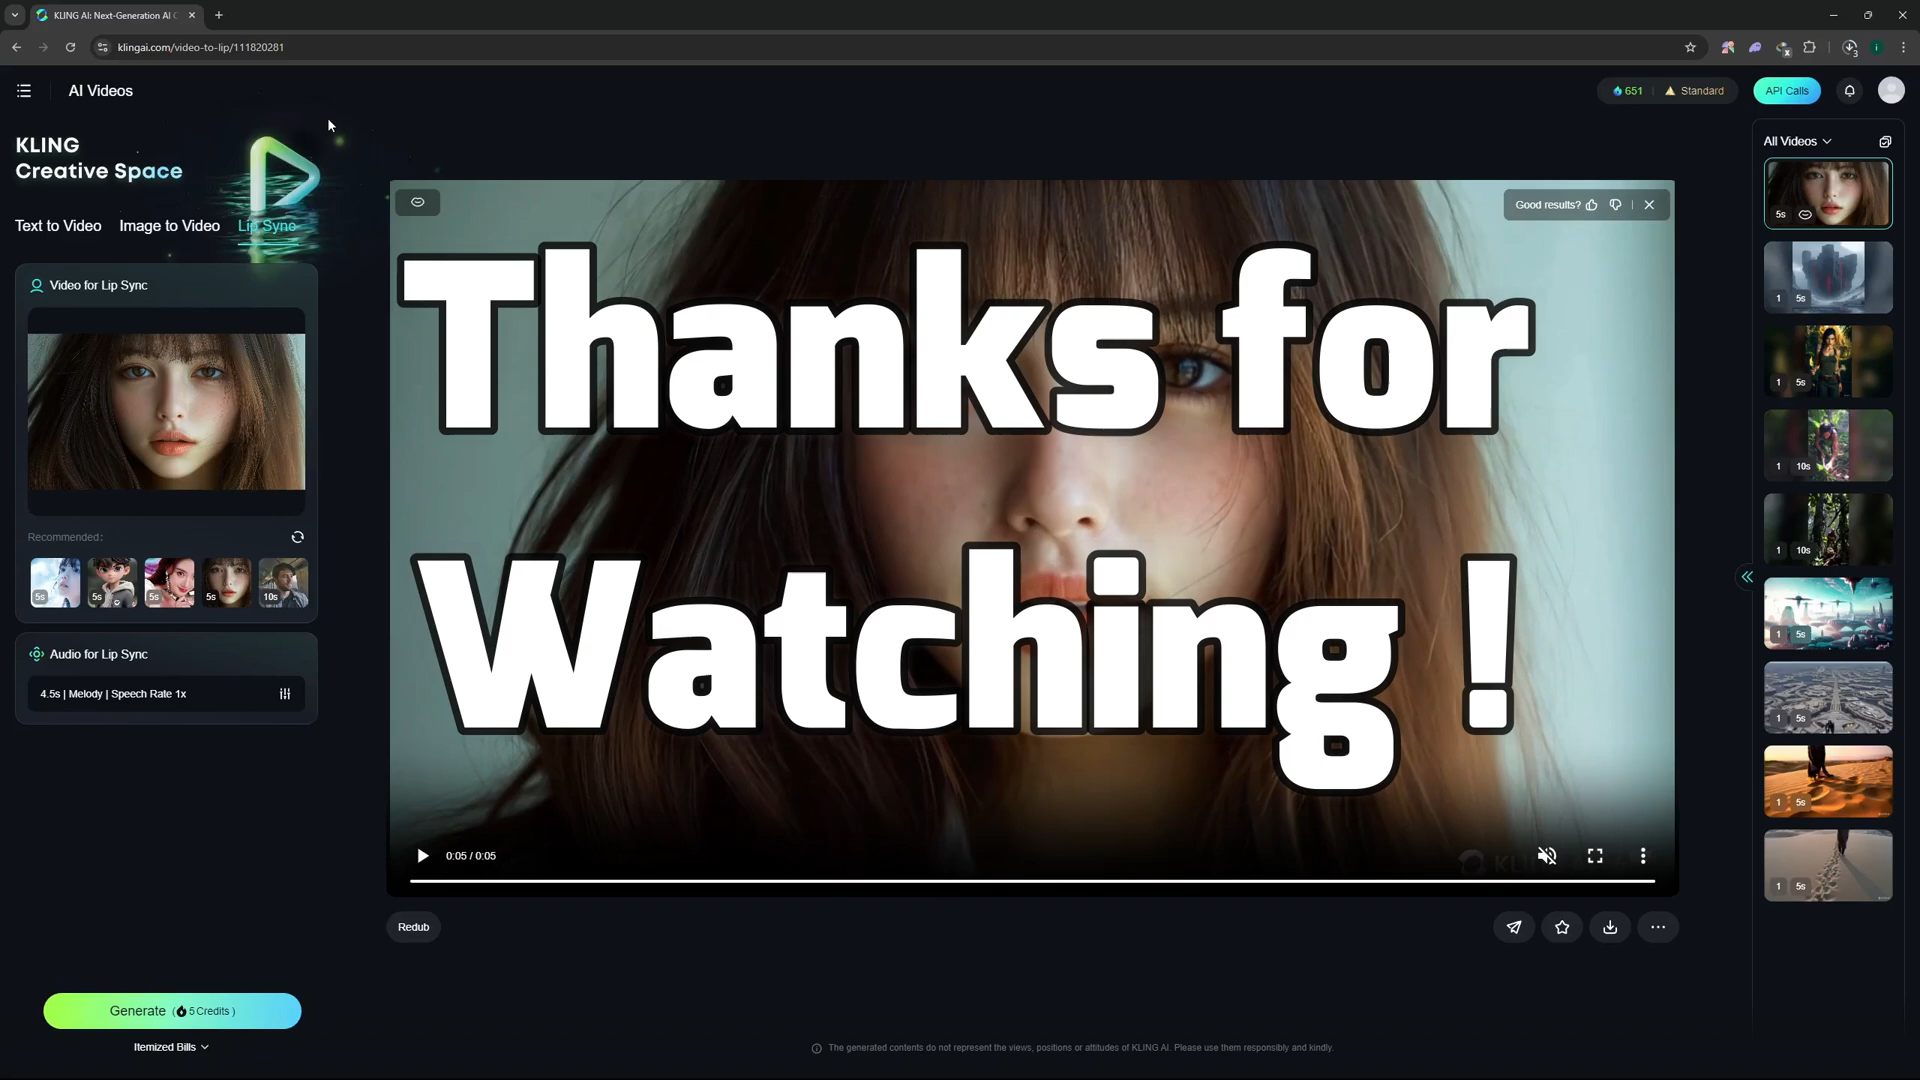 KLING AI: Next-Generation AI C
klingai.com/video-to-lip/111820281
AI Videos
651
Standard
API Calls
KLING
Creative Space
Text to Video
Image to Video
Lip Sync
Video for Lip Sync
Recommended:
5s
5s
5s
5s
10s
Audio for Lip Sync
4.5s | Melody | Speech Rate 1x
Generate ( 5 Credits )
Itemized Bills
Good results?
Thanks for
Watching !
0:05 / 0:05
Redub
The generated contents do not represent the views, positions or attitudes of KLING AI. Please use them responsibly and kindly.
All Videos
5s
1 5s
1 5s
1 10s
1 10s
1 5s
1 5s
1 5s
1 5s